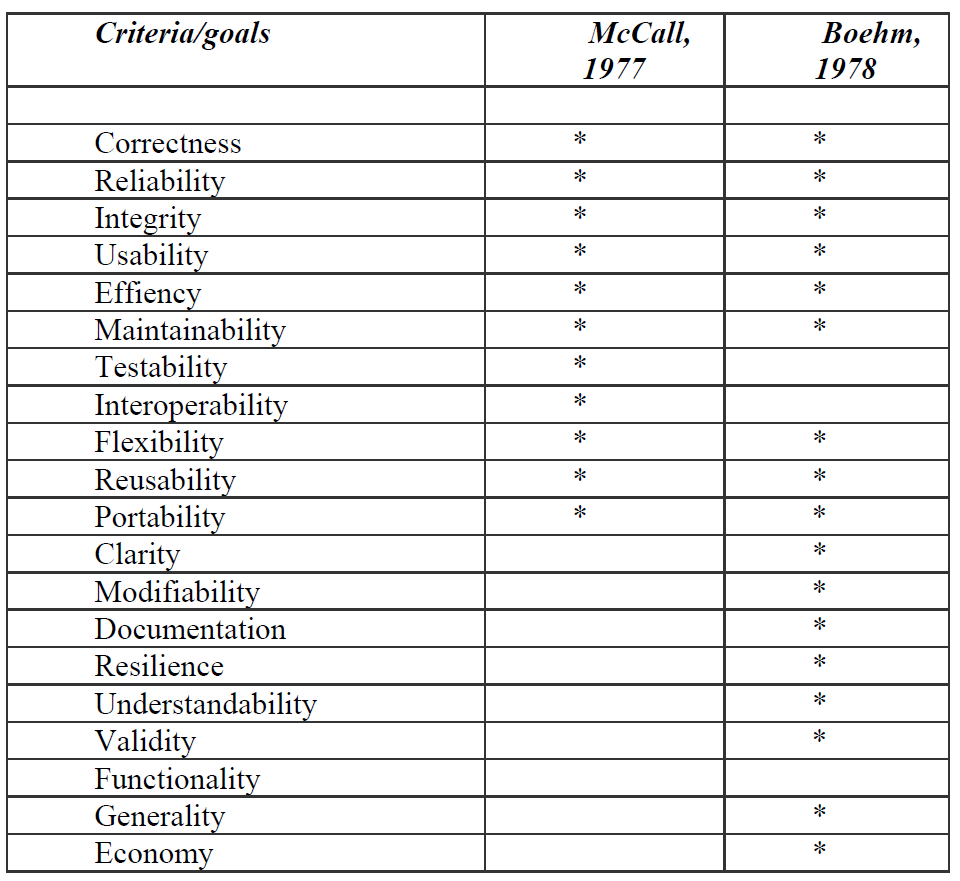 Criteria/goals McCall, 1977 Boehm, 1978
Correctness * *
Reliability * *
Integrity * *
Usability * *
Effiency * *
Maintainability * *
Testability *
Interoperability *
Flexibility * *
Reusability * *
Portability * *
Clarity *
Modifiability *
Documentation *
Resilience *
Understandability *
Validity *
Functionality
Generality *
Economy *